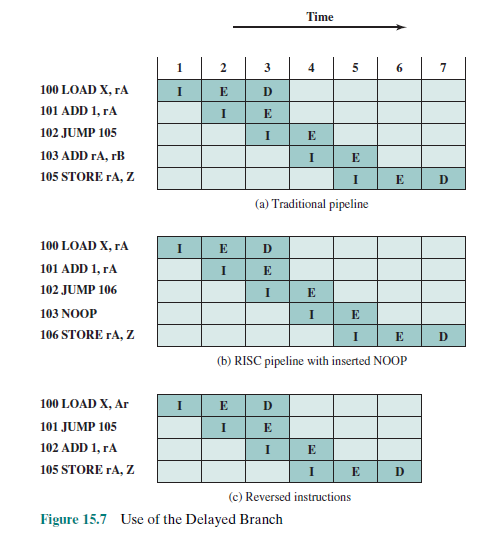 Time
1 2 3 4 5 6 7
100 LOAD X, rA I E D
101 ADD 1, rA I E
102 JUMP 105 I E
103 ADD rA, rB I E
105 STORE rA, Z I E D
(a) Traditional pipeline
100 LOAD X, rA I E D
101 ADD 1, rA I E
102 JUMP 106 I E
103 NOOP I E
106 STORE rA, Z I E D
(b) RISC pipeline with inserted NOOP
100 LOAD X, Ar I E D
101 JUMP 105 I E
102 ADD 1, rA I E
105 STORE rA, Z I E D
(c) Reversed instructions
Figure 15.7 Use of the Delayed Branch